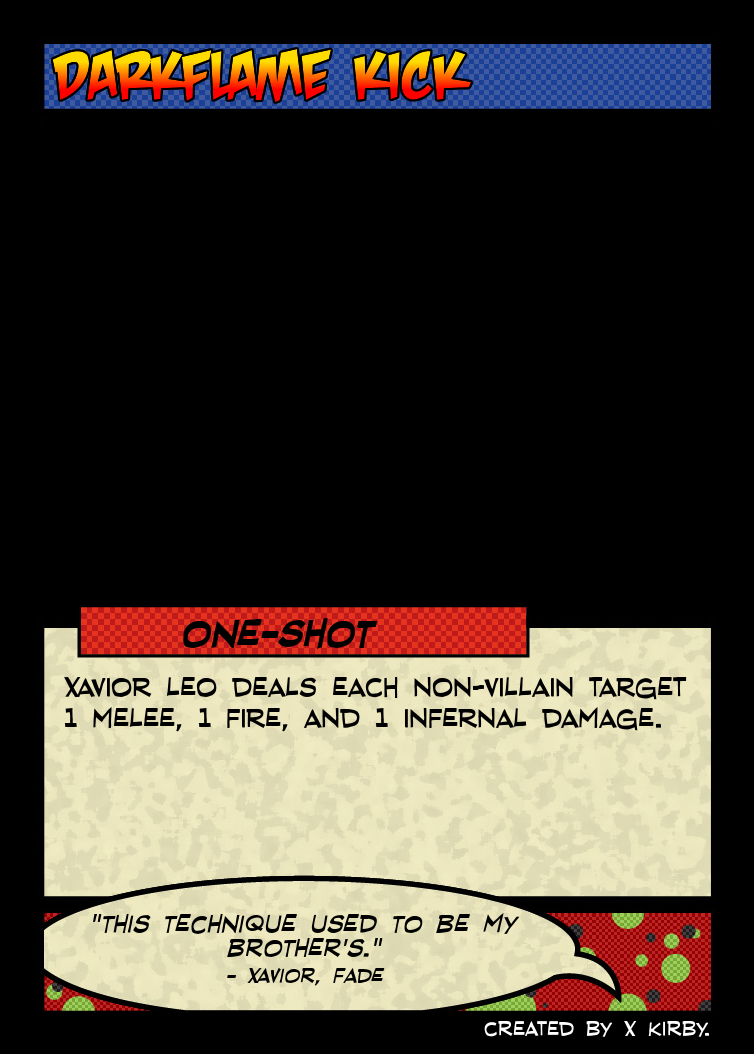 DARKFLAME KICK
ONE-SHOT
XAVIOR LEO DEALS EACH NON-VILLAIN TARGET
1 MELEE, 1 FIRE, AND 1 INFERNAL DAMAGE.
"THIS TECHNIQUE USED TO BE MY
BROTHER'S."
- XAVIOR, FADE
CREATED BY X KIRBY.